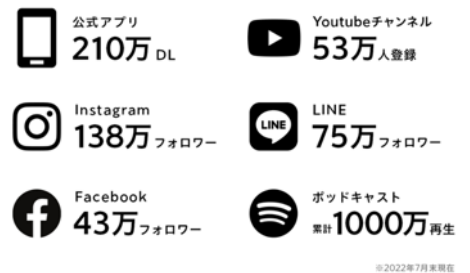 公式アプリ
210万 DL
Youtubeチャンネル
53万人登録
Instagram
138万フォロワー
LINE
LINE
75万フォロワー
Facebook
43万フォロワー
ポッドキャスト
累計1000万再生
※2022年7月末現在